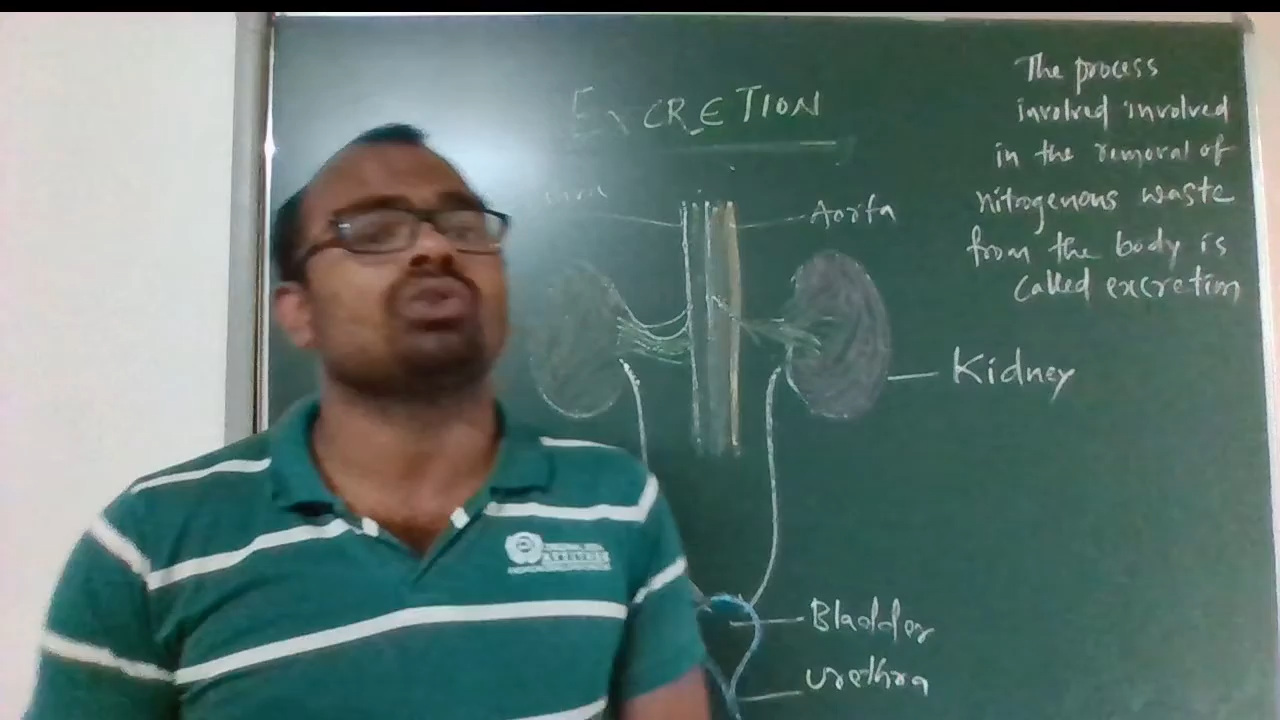 EXCRETION
The process
involved involved
in the removal of
nitrogenous waste
from the body is
called excretion
Aorta
Kidney
Bladder
urethra